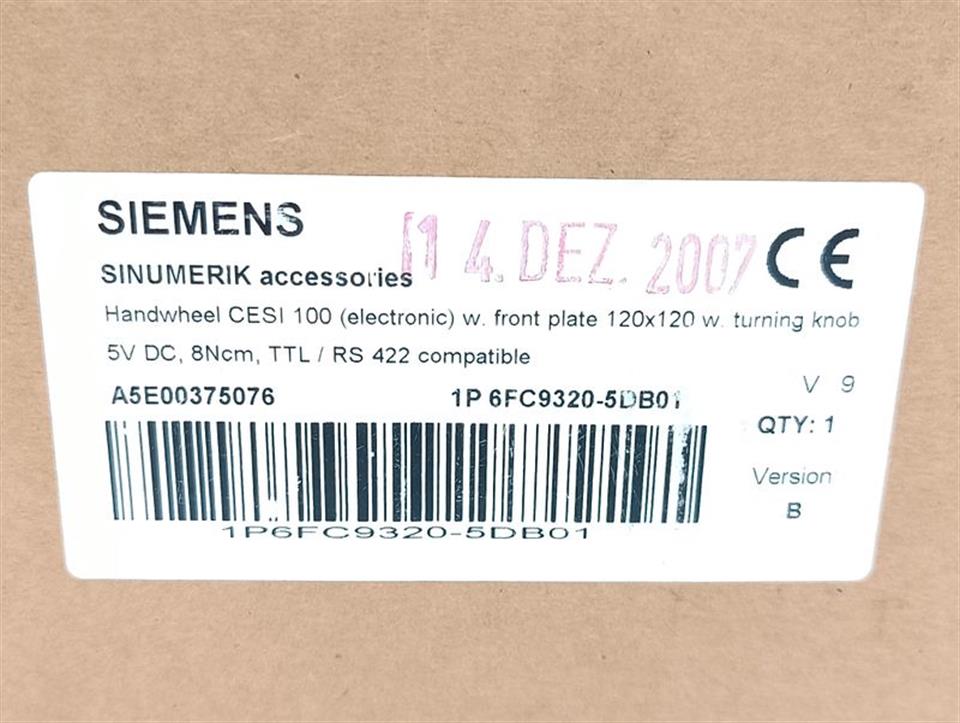 SIEMENS
14. DEZ. 2007
CE
SINUMERIK accessories
Handwheel CESI 100 (electronic) w. front plate 120x120 w. turning knob
5V DC, 8Ncm, TTL / RS 422 compatible
A5E00375076 1P 6FC9320-5DB01
V 9
QTY: 1
Version
B
1P6FC9320-5DB01